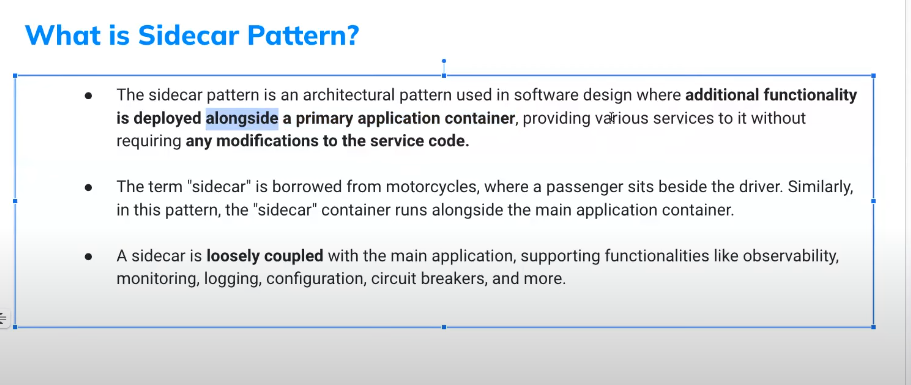 What is Sidecar Pattern?
● The sidecar pattern is an architectural pattern used in software design where additional functionality
is deployed alongside a primary application container, providing various services to it without
requiring any modifications to the service code.
● The term "sidecar" is borrowed from motorcycles, where a passenger sits beside the driver. Similarly,
in this pattern, the "sidecar" container runs alongside the main application container.
● A sidecar is loosely coupled with the main application, supporting functionalities like observability,
monitoring, logging, configuration, circuit breakers, and more.